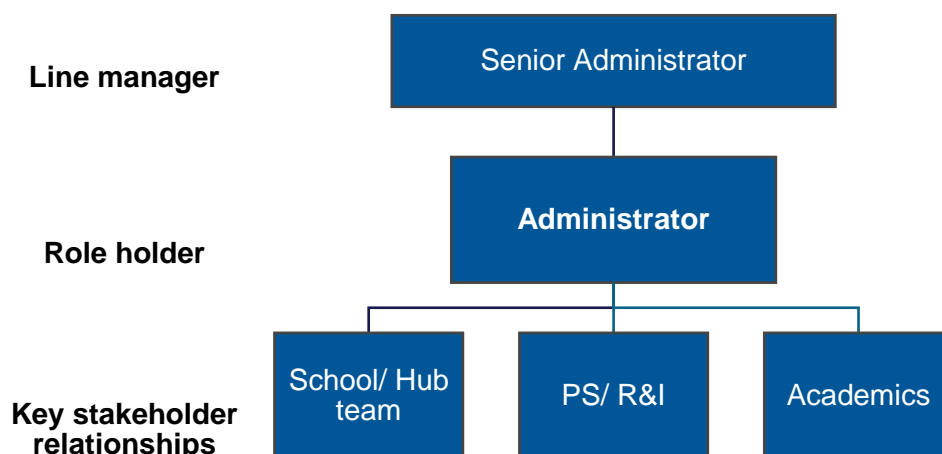 Line manager
Senior Administrator
Role holder
Administrator
Key stakeholder
relationships
School/ Hub
team
PS/ R&I
Academics